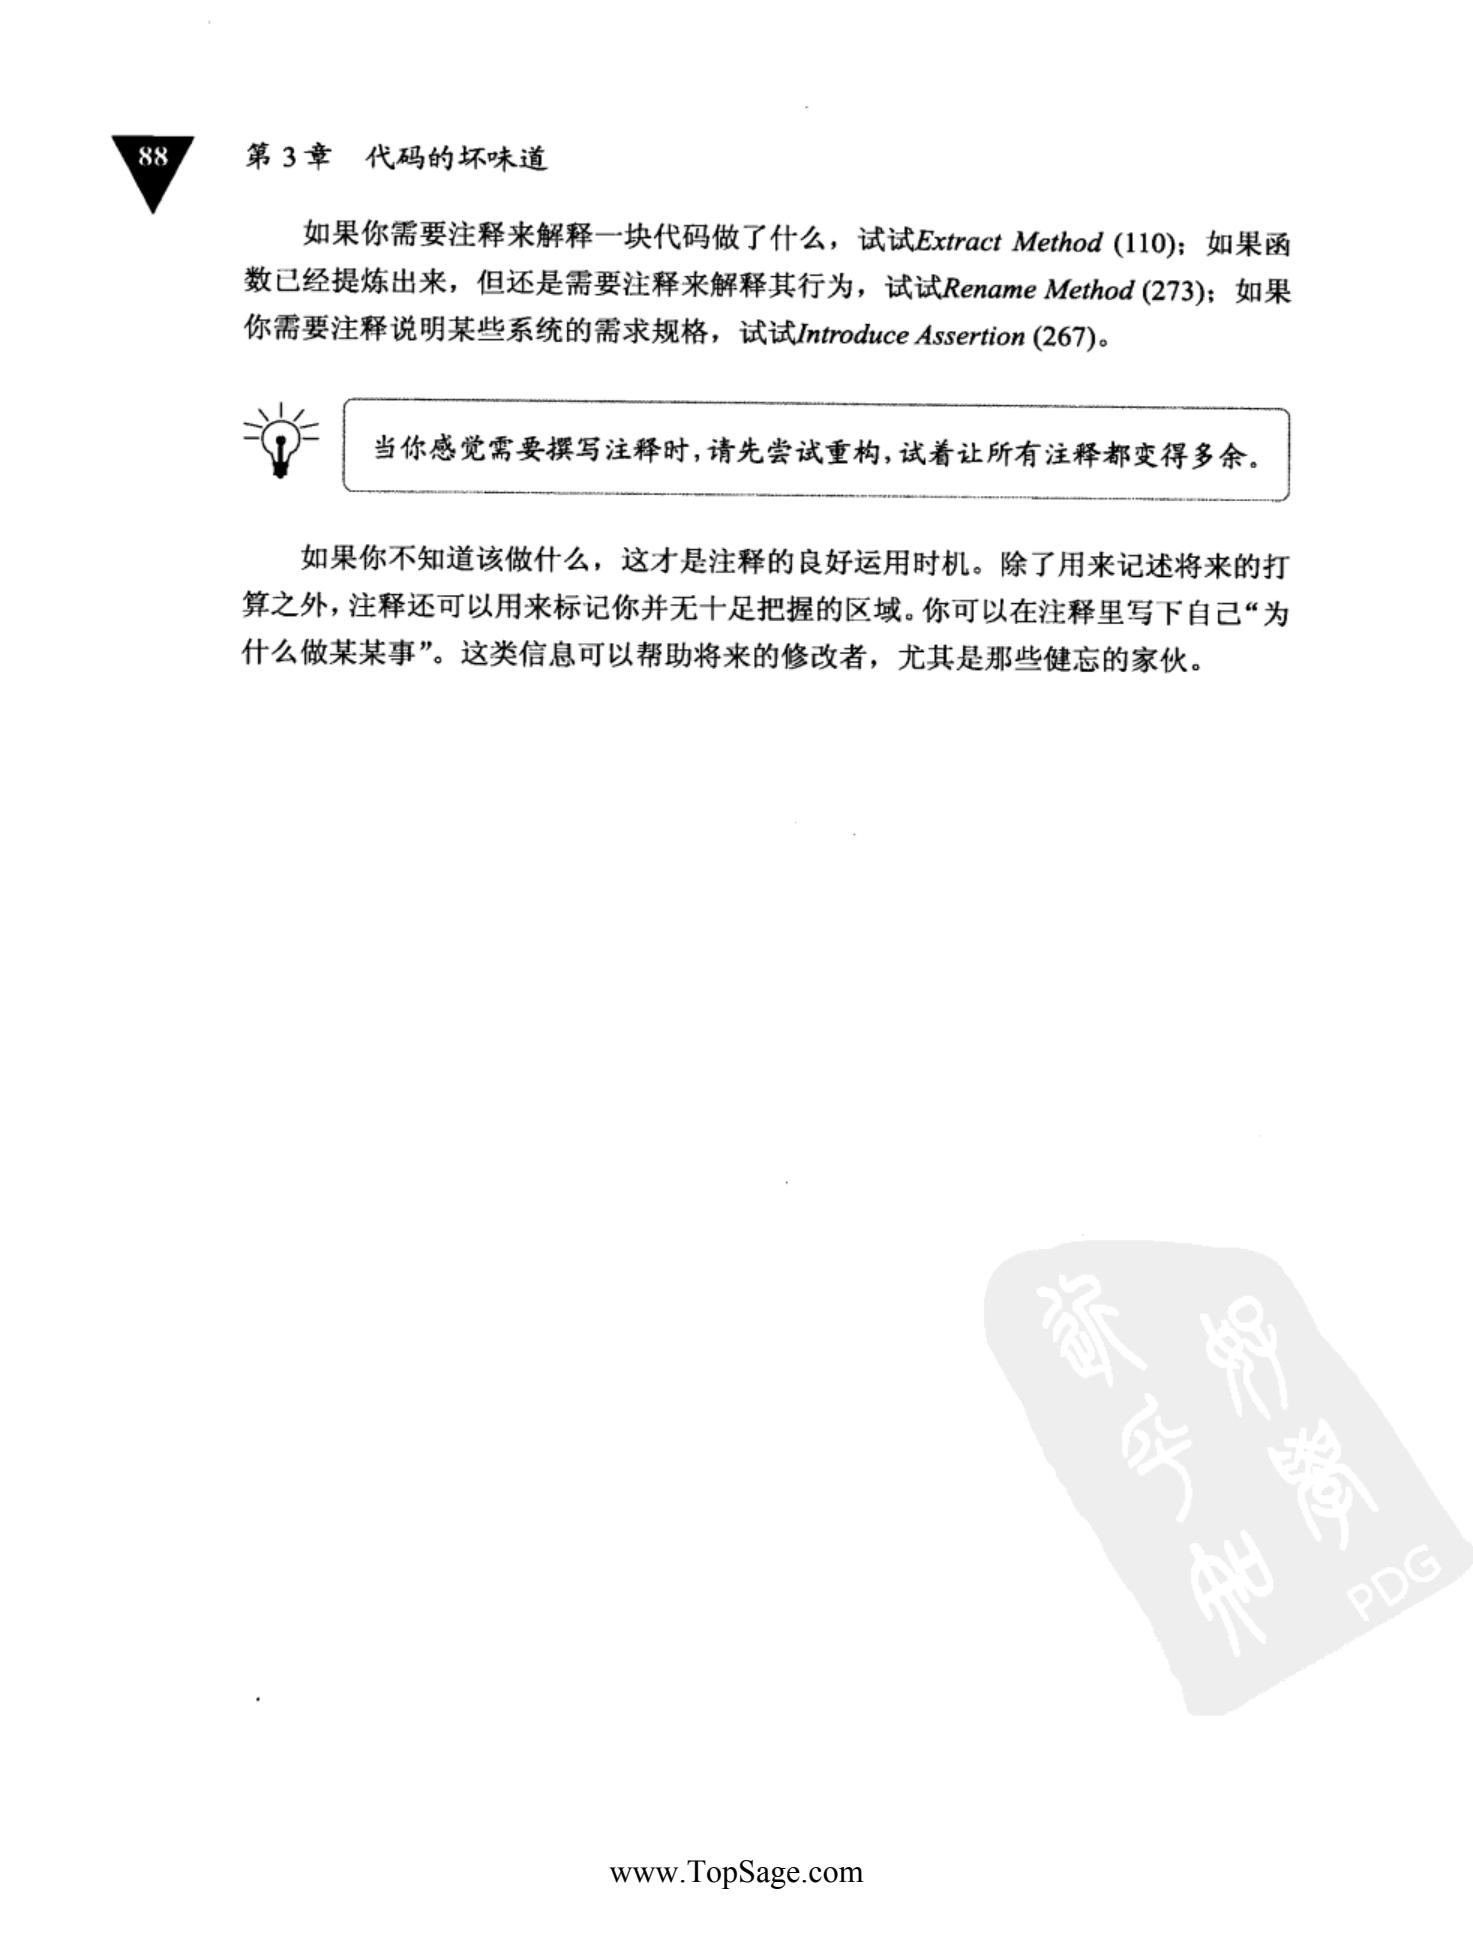 88
第 3 章 代码的坏味道
如果你需要注释来解释一块代码做了什么，试试Extract Method (110)；如果函
数已经提炼出来，但还是需要注释来解释其行为，试试Rename Method (273)；如果
你需要注释说明某些系统的需求规格，试试Introduce Assertion (267)。
当你感觉需要撰写注释时，请先尝试重构，试着让所有注释都变得多余。
如果你不知道该做什么，这才是注释的良好运用时机。除了用来记述将来的打
算之外，注释还可以用来标记你并无十足把握的区域。你可以在注释里写下自己“为
什么做某某事”。这类信息可以帮助将来的修改者，尤其是那些健忘的家伙。
PDG
www.TopSage.com